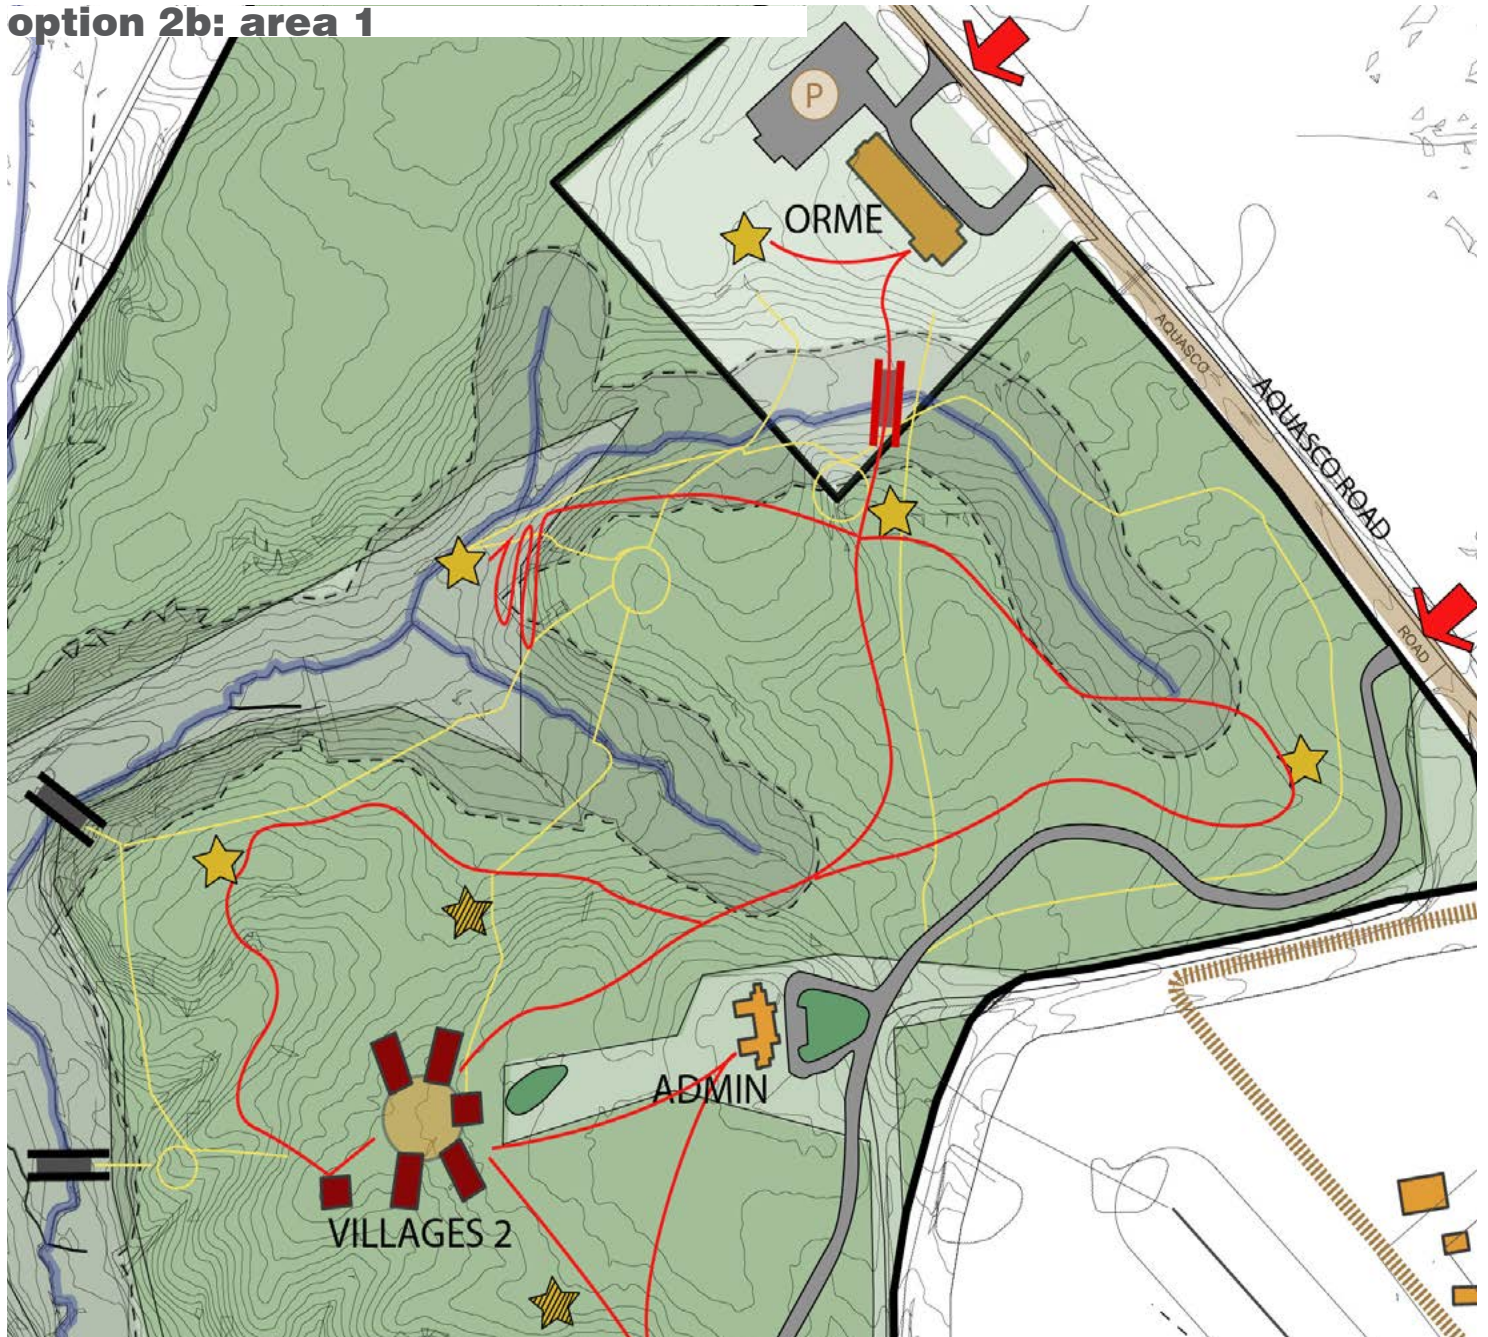 option 2b: area 1
P
ORME
AQUASCO
AQUASCO ROAD
ROAD
ADMIN
VILLAGES 2